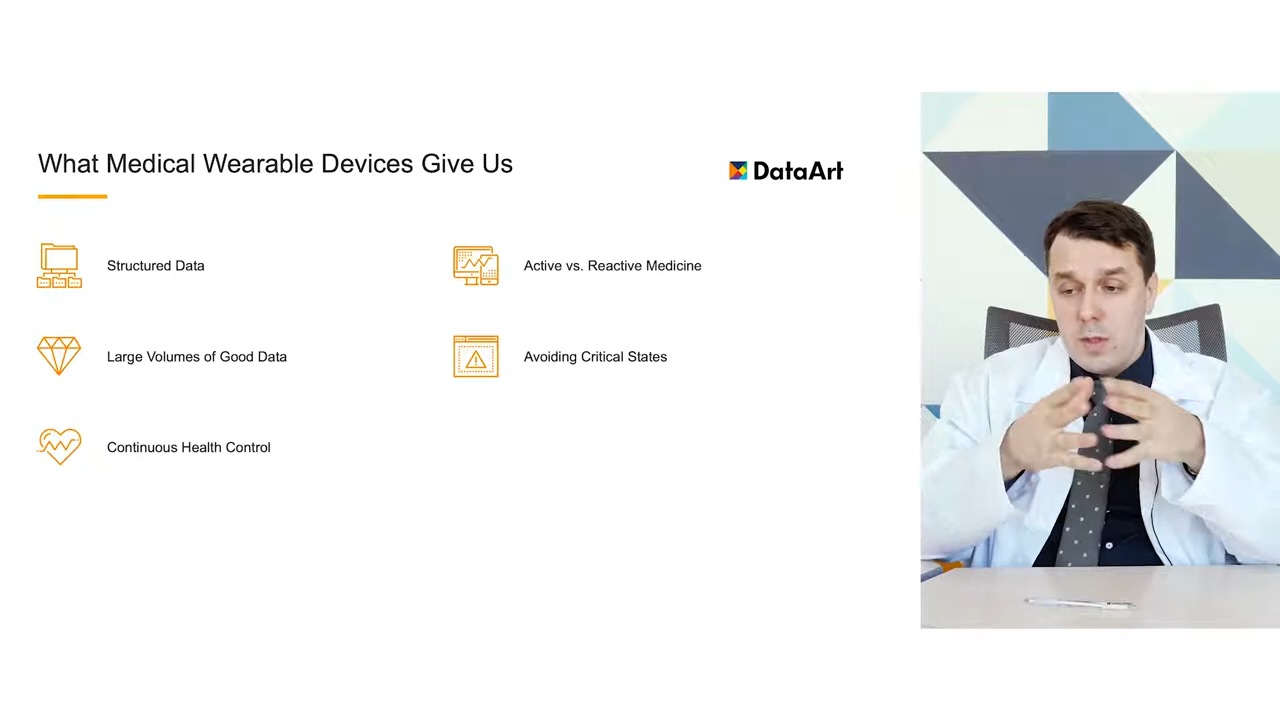 What Medical Wearable Devices Give Us
DataArt
Structured Data
Active vs. Reactive Medicine
Large Volumes of Good Data
Avoiding Critical States
Continuous Health Control